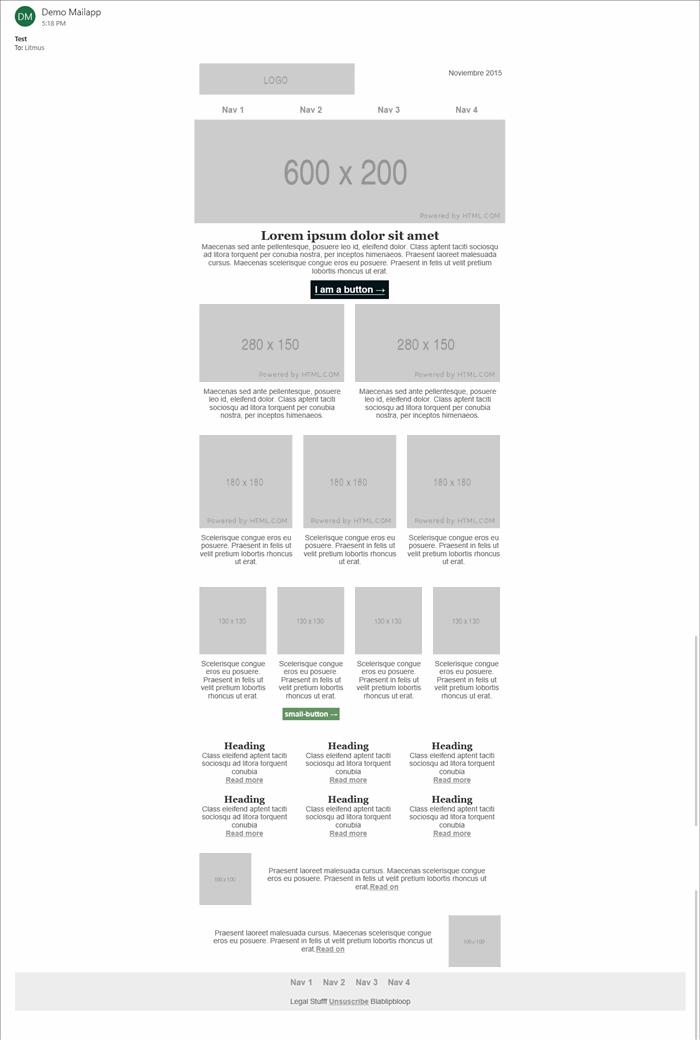 DM
Demo Mailapp
5:18 PM
Test
To: Litmus
LOGO
Noviembre 2015
Nav 1 Nav 2 Nav 3 Nav 4
600 x 200
Powered by HTML.COM
Lorem ipsum dolor sit amet
Maecenas sed ante pellentesque, posuere leo id, eleifend dolor. Class aptent taciti sociosqu
ad litora torquent per conubia nostra, per inceptos himenaeos. Praesent laoreet malesuada
cursus. Maecenas scelerisque congue eros eu posuere. Praesent in felis ut velit pretium
lobortis rhoncus ut erat.
I am a button →
280 x 150
Powered by HTML.COM
Maecenas sed ante pellentesque, posuere
leo id, eleifend dolor. Class aptent taciti
sociosqu ad litora torquent per conubia
nostra, per inceptos himenaeos.
280 x 150
Powered by HTML.COM
Maecenas sed ante pellentesque, posuere
leo id, eleifend dolor. Class aptent taciti
sociosqu ad litora torquent per conubia
nostra, per inceptos himenaeos.
180 x 180
Powered by HTML.COM
Scelerisque congue eros eu
posuere. Praesent in felis ut
velit pretium lobortis rhoncus
ut erat.
180 x 180
Powered by HTML.COM
Scelerisque congue eros eu
posuere. Praesent in felis ut
velit pretium lobortis rhoncus
ut erat.
180 x 180
Powered by HTML.COM
Scelerisque congue eros eu
posuere. Praesent in felis ut
velit pretium lobortis rhoncus
ut erat.
130 x 130
Scelerisque congue
eros eu posuere.
Praesent in felis ut
velit pretium lobortis
rhoncus ut erat.
130 x 130
Scelerisque congue
eros eu posuere.
Praesent in felis ut
velit pretium lobortis
rhoncus ut erat.
small-button →
130 x 130
Scelerisque congue
eros eu posuere.
Praesent in felis ut
velit pretium lobortis
rhoncus ut erat.
130 x 130
Scelerisque congue
eros eu posuere.
Praesent in felis ut
velit pretium lobortis
rhoncus ut erat.
Heading
Class eleifend aptent taciti
sociosqu ad litora torquent
conubia
Read more
Heading
Class eleifend aptent taciti
sociosqu ad litora torquent
conubia
Read more
Heading
Class eleifend aptent taciti
sociosqu ad litora torquent
conubia
Read more
Heading
Class eleifend aptent taciti
sociosqu ad litora torquent
conubia
Read more
Heading
Class eleifend aptent taciti
sociosqu ad litora torquent
conubia
Read more
Heading
Class eleifend aptent taciti
sociosqu ad litora torquent
conubia
Read more
100 x 100
Praesent laoreet malesuada cursus. Maecenas scelerisque congue
eros eu posuere. Praesent in felis ut velit pretium lobortis rhoncus ut
erat.Read on
Praesent laoreet malesuada cursus. Maecenas scelerisque congue
eros eu posuere. Praesent in felis ut velit pretium lobortis rhoncus ut
erat.Read on
100 x 100
Nav 1 Nav 2 Nav 3 Nav 4
Legal Stufff Unsuscribe Blablipbloop